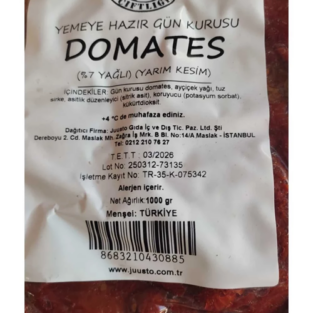 ÇİFTLİĞİ
YEMEYE HAZIR GÜN KURUSU
DOMATES
(%7 YAĞLI) (YARIM KESİM)
İÇİNDEKİLER: Gün kurusu domates, ayçiçek yağı, tuz
sirke, asitlik düzenleyici (sitrik asit), koruyucu (potasyum sorbat),
kükürtdioksit.
+4 °C de muhafaza ediniz.
Dağıtıcı Firma: Juusto Gıda İç ve Dış Tic. Paz. Ltd. Şti
Dereboyu 2. Cd. Maslak Mh. Zağra İş Mrk. B Bl. No:14/A Maslak - İSTANBUL
Tel: 0212 210 76 27
T.E.T.T : 03/2026
Lot No: 250312-73135
İşletme Kayıt No: TR-35-K-075342
Alerjen içerir.
Net Ağırlık:1000 gr
Menşei: TÜRKİYE
8683210430885
www.juusto.com.tr